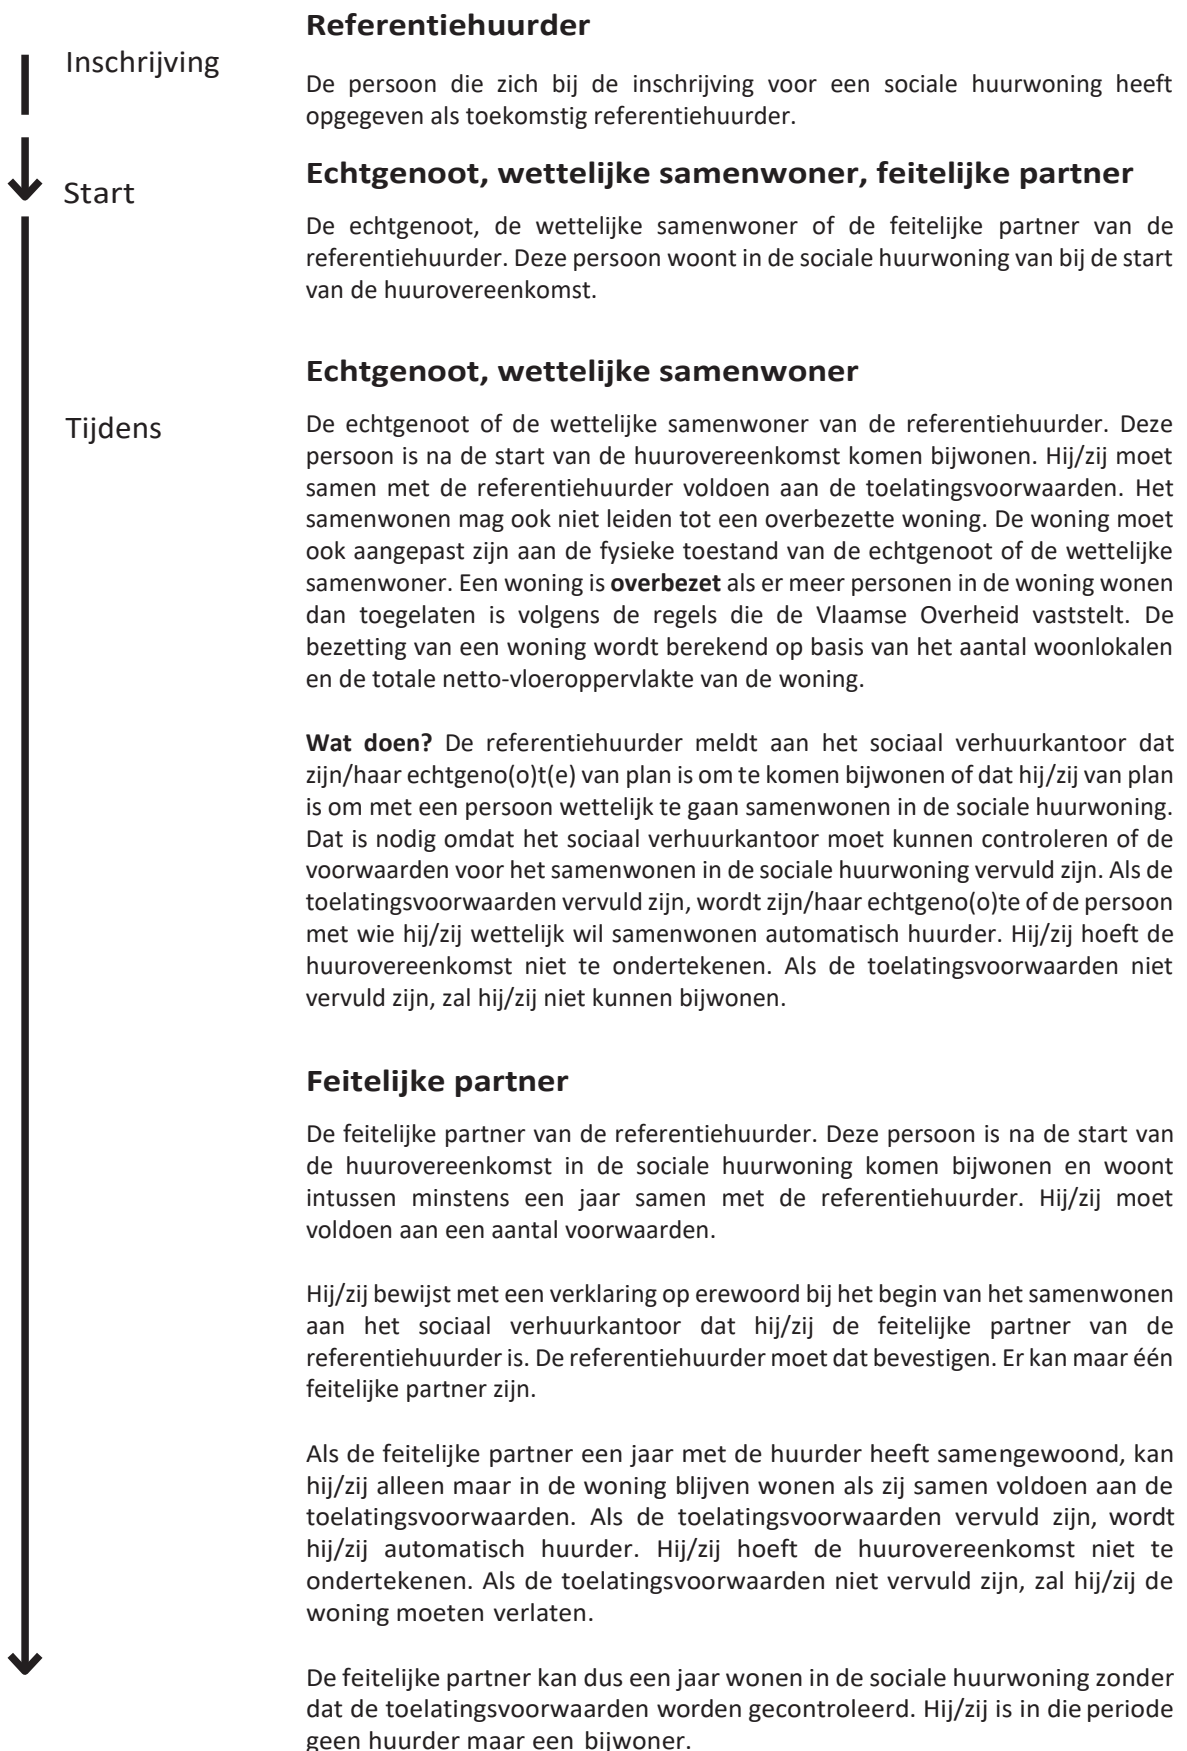 Referentiehuurder
Inschrijving
De persoon die zich bij de inschrijving voor een sociale huurwoning heeft
opgegeven als toekomstig referentiehuurder.
Echtgenoot, wettelijke samenwoner, feitelijke partner
Start
De echtgenoot, de wettelijke samenwoner of de feitelijke partner van de
referentiehuurder. Deze persoon woont in de sociale huurwoning van bij de start
van de huurovereenkomst.
Echtgenoot, wettelijke samenwoner
Tijdens
De echtgenoot of de wettelijke samenwoner van de referentiehuurder. Deze
persoon is na de start van de huurovereenkomst komen bijwonen. Hij/zij moet
samen met de referentiehuurder voldoen aan de toelatingsvoorwaarden. Het
samenwonen mag ook niet leiden tot een overbezette woning. De woning moet
ook aangepast zijn aan de fysieke toestand van de echtgenoot of de wettelijke
samenwoner. Een woning is overbezet als er meer personen in de woning wonen
dan toegelaten is volgens de regels die de Vlaamse Overheid vaststelt. De
bezetting van een woning wordt berekend op basis van het aantal woonlokalen
en de totale netto-vloeroppervlakte van de woning.
Wat doen? De referentiehuurder meldt aan het sociaal verhuurkantoor dat
zijn/haar echtgeno(o)t(e) van plan is om te komen bijwonen of dat hij/zij van plan
is om met een persoon wettelijk te gaan samenwonen in de sociale huurwoning.
Dat is nodig omdat het sociaal verhuurkantoor moet kunnen controleren of de
voorwaarden voor het samenwonen in de sociale huurwoning vervuld zijn. Als de
toelatingsvoorwaarden vervuld zijn, wordt zijn/haar echtgeno(o)te of de persoon
met wie hij/zij wettelijk wil samenwonen automatisch huurder. Hij/zij hoeft de
huurovereenkomst niet te ondertekenen. Als de toelatingsvoorwaarden niet
vervuld zijn, zal hij/zij niet kunnen bijwonen.
Feitelijke partner
De feitelijke partner van de referentiehuurder. Deze persoon is na de start van
de huurovereenkomst in de sociale huurwoning komen bijwonen en woont
intussen minstens een jaar samen met de referentiehuurder. Hij/zij moet
voldoen aan een aantal voorwaarden.
Hij/zij bewijst met een verklaring op erewoord bij het begin van het samenwonen
aan het sociaal verhuurkantoor dat hij/zij de feitelijke partner van de
referentiehuurder is. De referentiehuurder moet dat bevestigen. Er kan maar één
feitelijke partner zijn.
Als de feitelijke partner een jaar met de huurder heeft samengewoond, kan
hij/zij alleen maar in de woning blijven wonen als zij samen voldoen aan de
toelatingsvoorwaarden. Als de toelatingsvoorwaarden vervuld zijn, wordt
hij/zij automatisch huurder. Hij/zij hoeft de huurovereenkomst niet te
ondertekenen. Als de toelatingsvoorwaarden niet vervuld zijn, zal hij/zij de
woning moeten verlaten.
De feitelijke partner kan dus een jaar wonen in de sociale huurwoning zonder
dat de toelatingsvoorwaarden worden gecontroleerd. Hij/zij is in die periode
geen huurder maar een bijwoner.